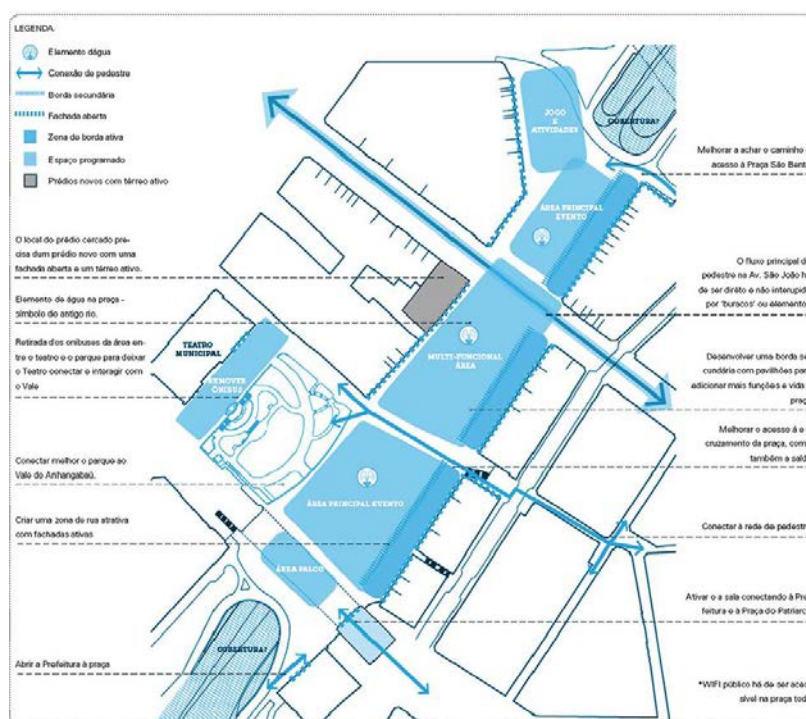 LEGENDA
Elemento dágua
Conexão de pedestre
Borda secundária
Fachada aberta
Zona de borda ativa
Espaço programado
Prédios novos com térreo ativo
JOGO
E
ATIVIDADES
COBERTURA?
Melhorar a achar o caminho
acesso à Praça São Bent
ÁREA PRINCIPAL
EVENTO
O local do prédio cercado pre-
cisa dum prédio novo com uma
fachada aberta e um térreo ativo.
O fluxo principal d
pedestre na Av. São João h
de ser diréto e não interupid
por 'buracos' ou elemento
Elemento de água na praça -
símbolo do antigo rio.
Retirada dos onibuses da área en-
tre o teatro e o parque para deixar
o Teatro conectar e interagir com
o Vale
TEATRO
MUNICIPAL
REMOVER
ÔNIBUS
MULTI-FUNCIONAL
ÁREA
Desenvolver uma borda se
cundária com pavilhões par
adicionar mais funções e vida
praç
Melhorar o acesso á e
cruzamento da praça, com
também a saíd
Conectar melhor o parque ao
Vale do Anhangabaú.
ÁREA PRINCIPAL EVENTO
Criar uma zona de rua atrativa
com fachadas ativas
Conectar à rede de pedestr
ÁREA PALCO
Ativar o a sala conectando à Pre
feitura e à Praça do Patriarc
COBERTURA?
Abrir a Prefeitura à praça
*WIFI público há de ser aces
sível na praça tod